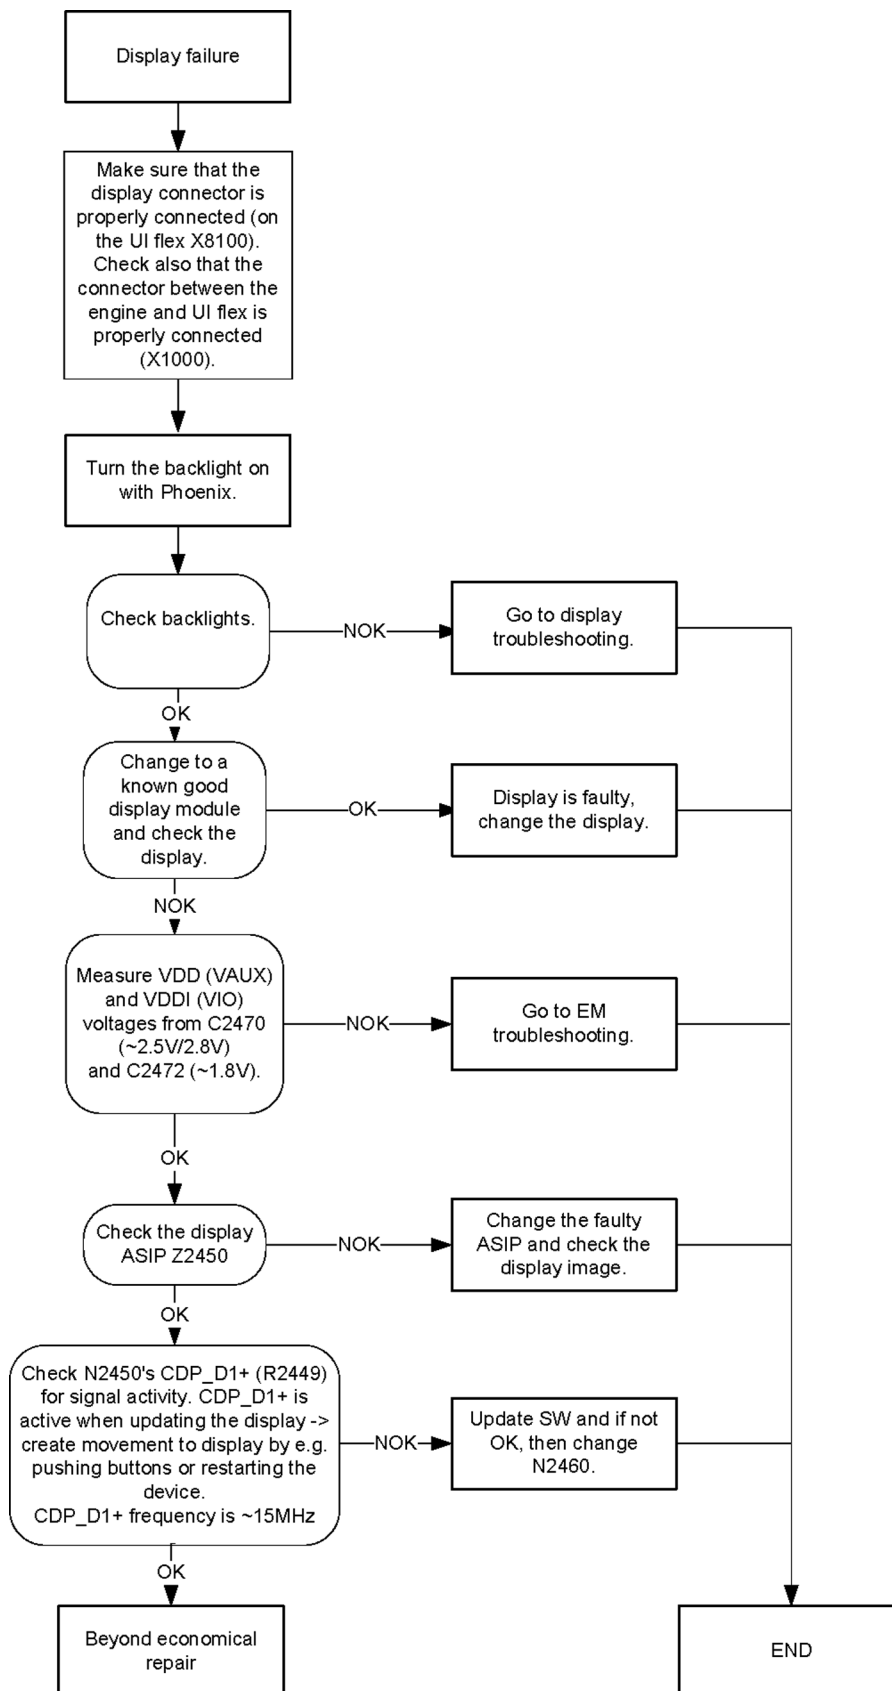 Display failure
Make sure that the
display connector is
properly connected (on
the UI flex X8100).
Check also that the
connector between the
engine and UI flex is
properly connected
(X1000).
Turn the backlight on
with Phoenix.
Check backlights.
NOK
Go to display
troubleshooting.
OK
Change to a
known good
display module
and check the
display.
OK
Display is faulty,
change the display.
NOK
Measure VDD (VAUX)
and VDDI (VIO)
voltages from C2470
(~2.5V/2.8V)
and C2472 (~1.8V).
NOK
Go to EM
troubleshooting.
OK
Check the display
ASIP Z2450
NOK
Change the faulty
ASIP and check the
display image.
OK
Check N2450's CDP_D1+ (R2449)
for signal activity. CDP_D1+ is
active when updating the display ->
create movement to display by e.g.
pushing buttons or restarting the
device.
CDP_D1+ frequency is ~15MHz
NOK
Update SW and if not
OK, then change
N2460.
OK
Beyond economical
repair
END